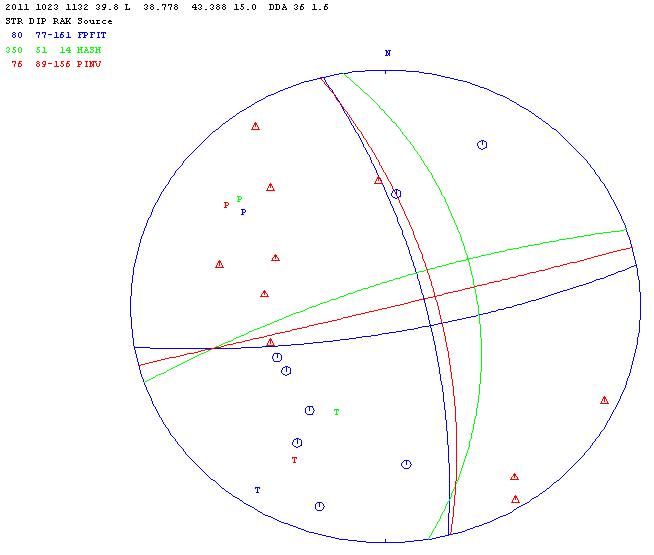 2011 1023 1132 39.8 L 38.778 43.388 15.0 DDA 36 1.6
STR DIP RAK Source
80 77-161 FPFIT
350 51 14 HASH
76 89-156 PINV
N
P
P
P
T
T
T